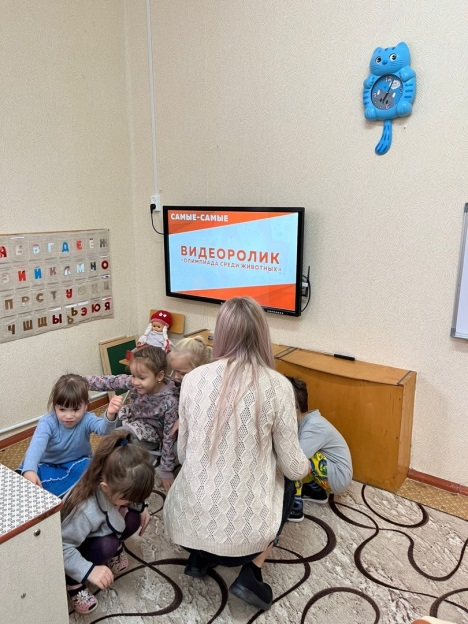 САМЫЕ-САМЫЕ
ВИДЕОРОЛИК
«ОЛИМПИАДА СРЕДИ ЖИВОТНЫХ»
Ё Ж З
Й К Л М Н О
П Р С Т У
Ч Ш Щ Ы Ь Ъ Э Ю Я